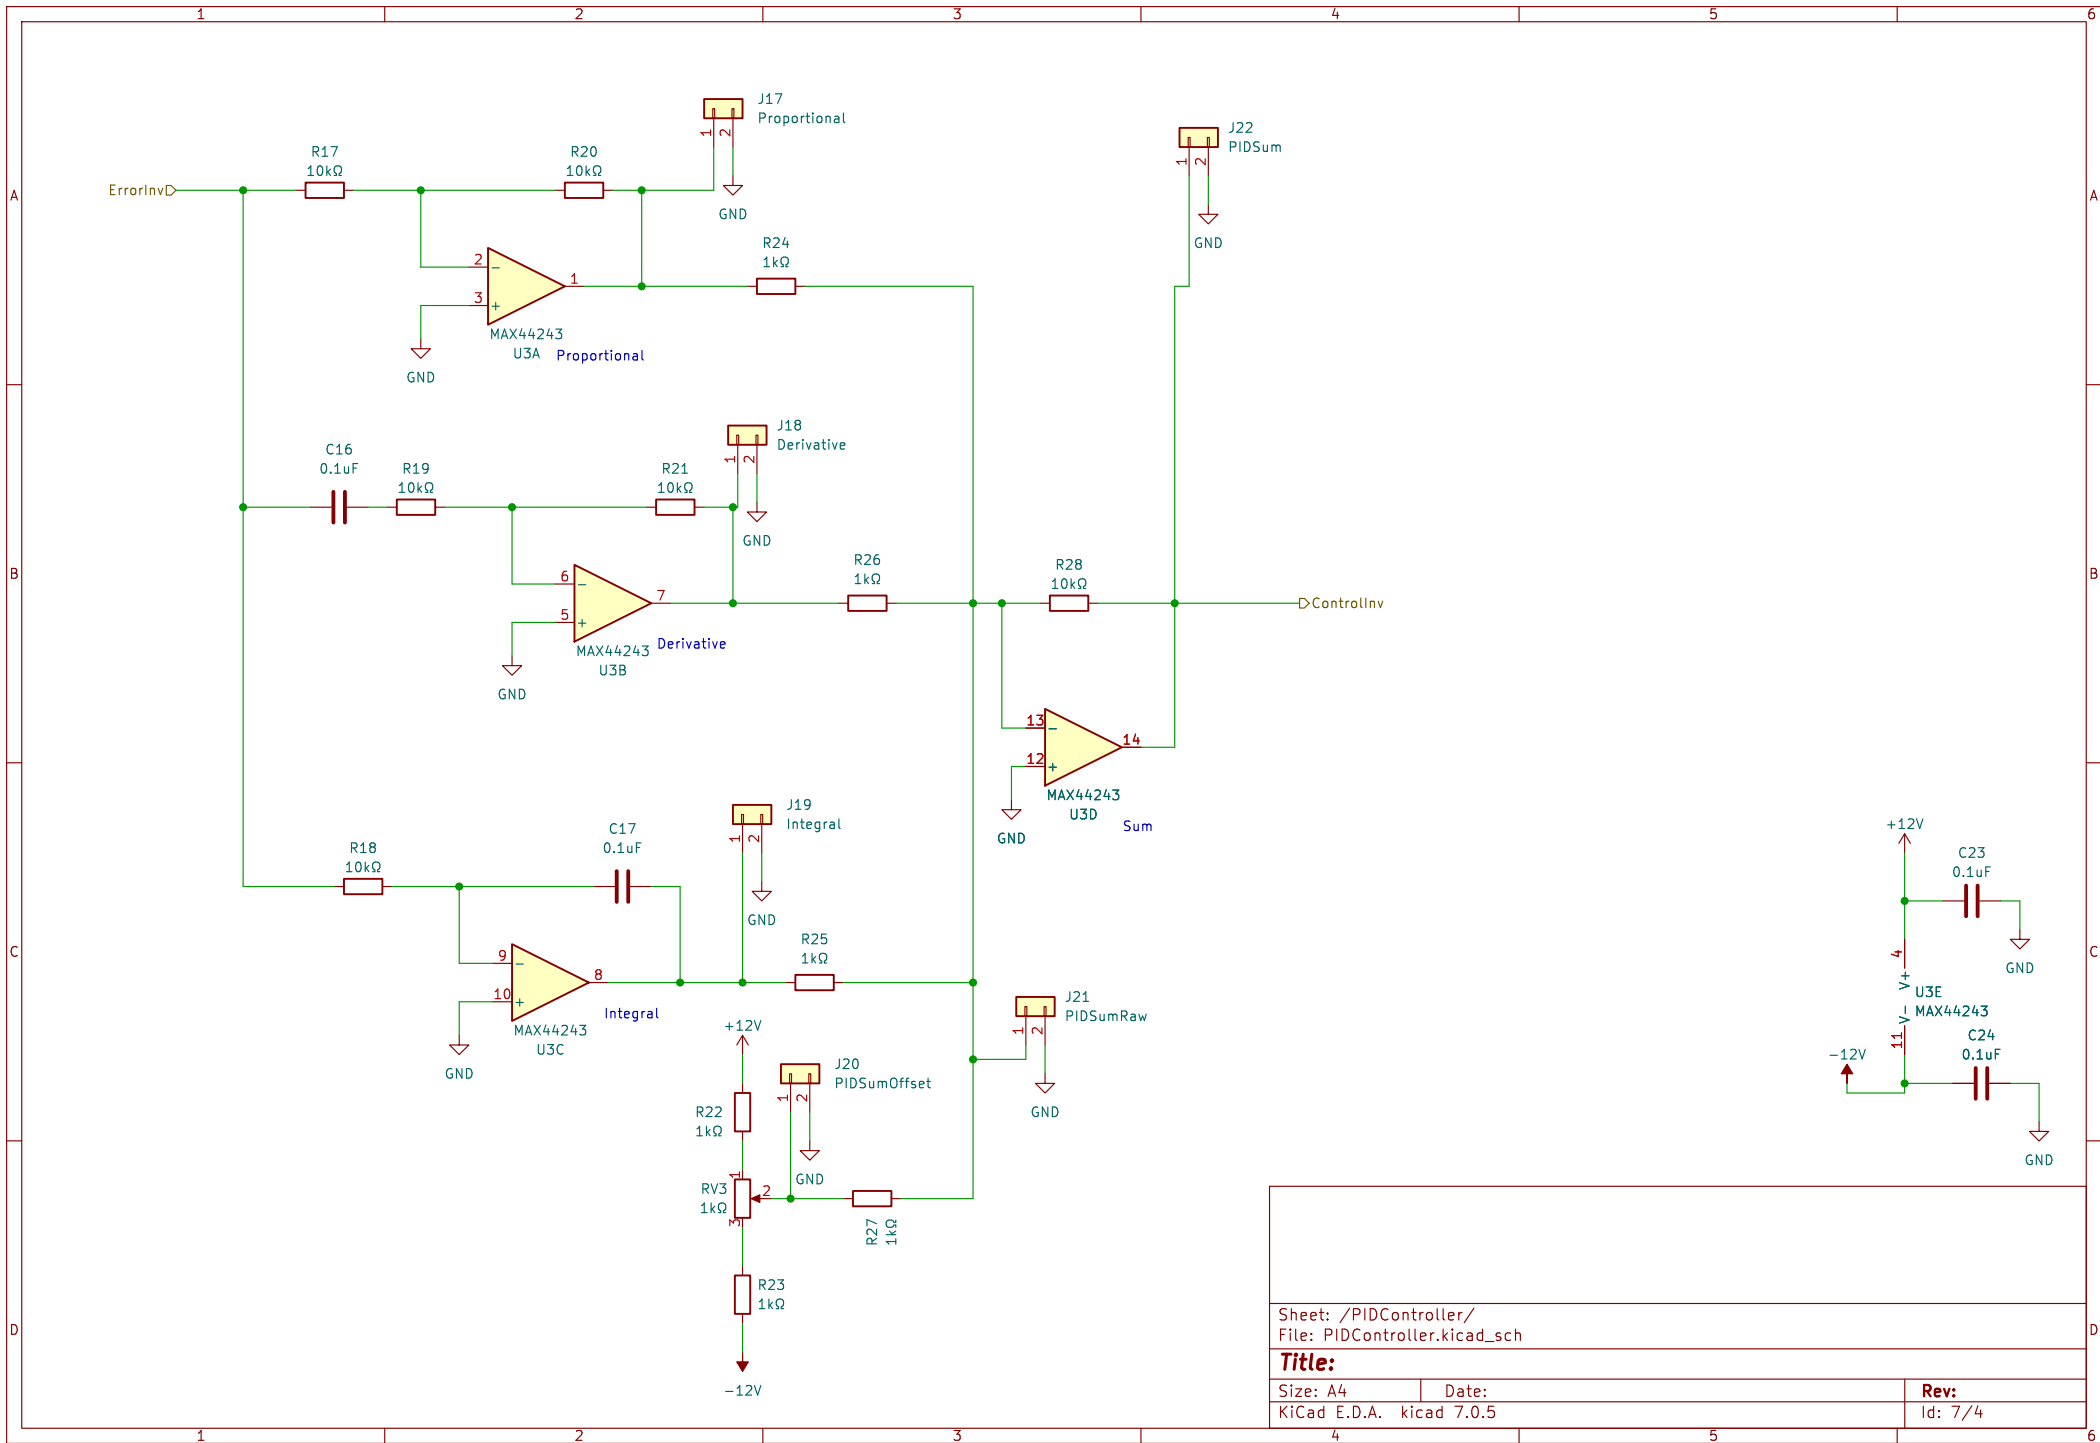 1 2 3 4 5 6
A
B
C
D
A
B
C
D
1 2 3 4 5 6
ErrorInv
R17
10kΩ
R20
10kΩ
J17
Proportional
1 2
GND
R24
1kΩ
2
3
1
−
+
MAX44243
U3A
Proportional
GND
J22
PIDSum
1 2
GND
C16
0.1uF
R19
10kΩ
R21
10kΩ
J18
Derivative
1 2
GND
6
5
7
−
+
MAX44243
U3B
Derivative
GND
R26
1kΩ
R28
10kΩ
ControlInv
13
12
14
−
+
MAX44243
U3D
Sum
GND
R18
10kΩ
C17
0.1uF
J19
Integral
1 2
GND
9
10
8
−
+
MAX44243
U3C
Integral
GND
R25
1kΩ
J21
PIDSumRaw
1 2
GND
+12V
J20
PIDSumOffset
1 2
GND
R22
1kΩ
RV3
1kΩ
1
2
3
R27
1kΩ
R23
1kΩ
-12V
+12V
C23
0.1uF
GND
4
V+
U3E
MAX44243
V-
11
C24
0.1uF
-12V
GND
Sheet: /PIDController/
File: PIDController.kicad_sch
Title:
Size: A4 Date: Rev:
KiCad E.D.A. kicad 7.0.5 Id: 7/4